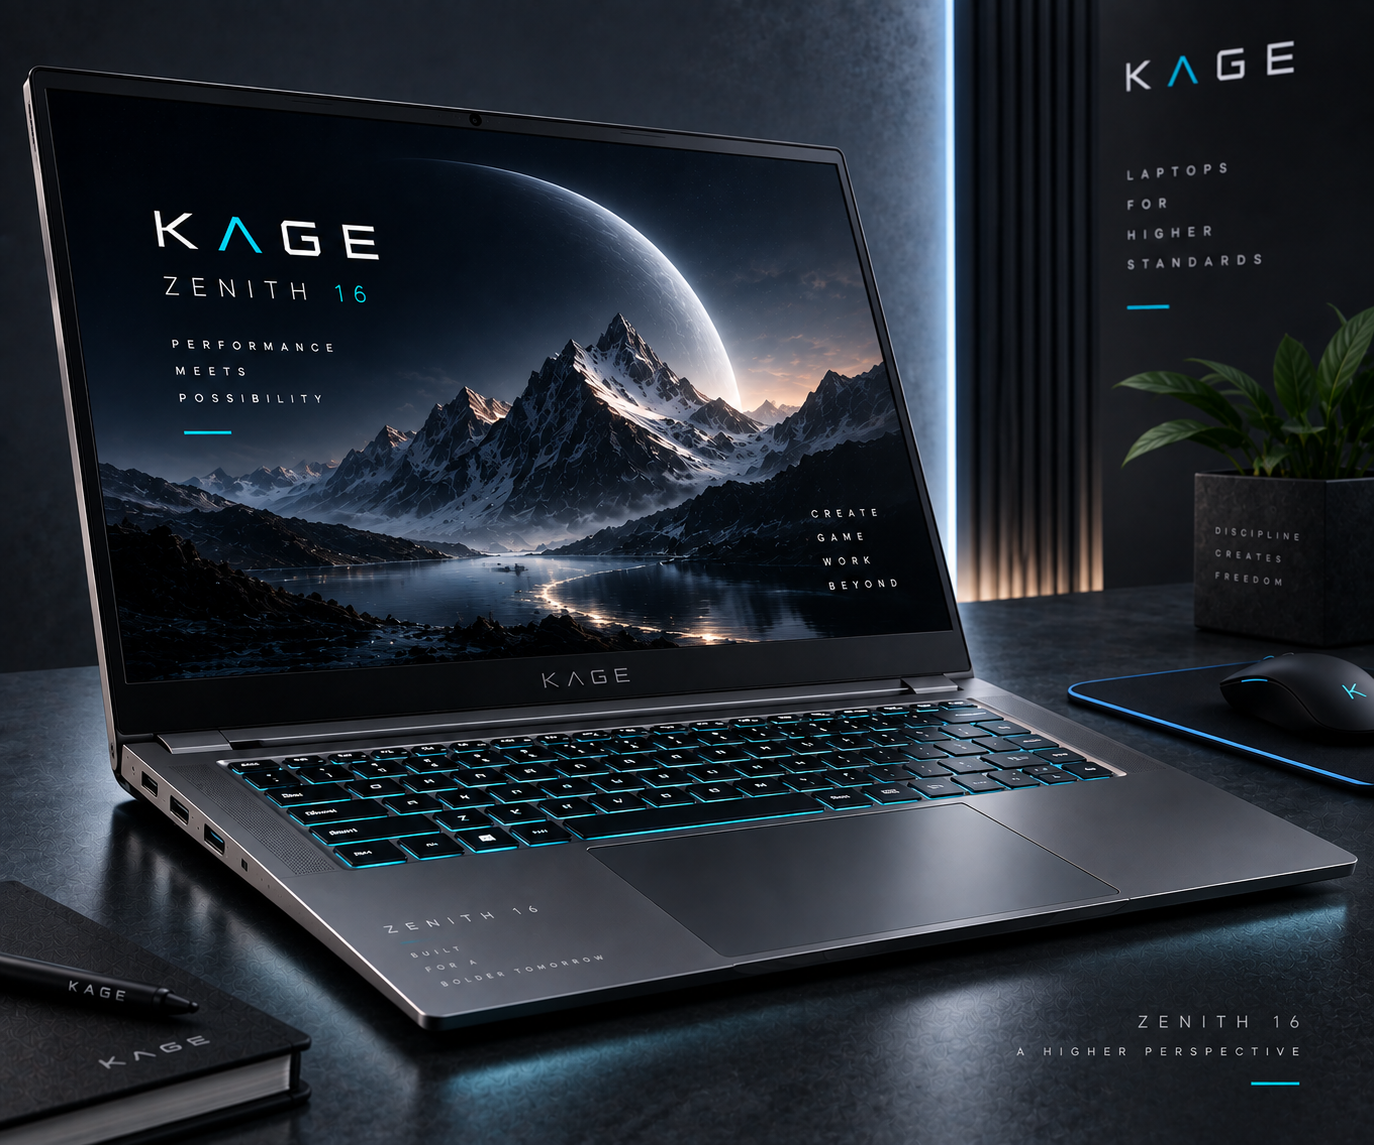 KAGE
ZENITH 16
PERFORMANCE
MEETS
POSSIBILITY
CREATE
GAME
WORK
BEYOND
KAGE
KAGE
LAPTOPS
FOR
HIGHER
STANDARDS
DISCIPLINE
CREATES
FREEDOM
K
ZENITH 16
BUILT
FOR A
BOLDER TOMORROW
KAGE
KAGE
ZENITH 16
A HIGHER PERSPECTIVE